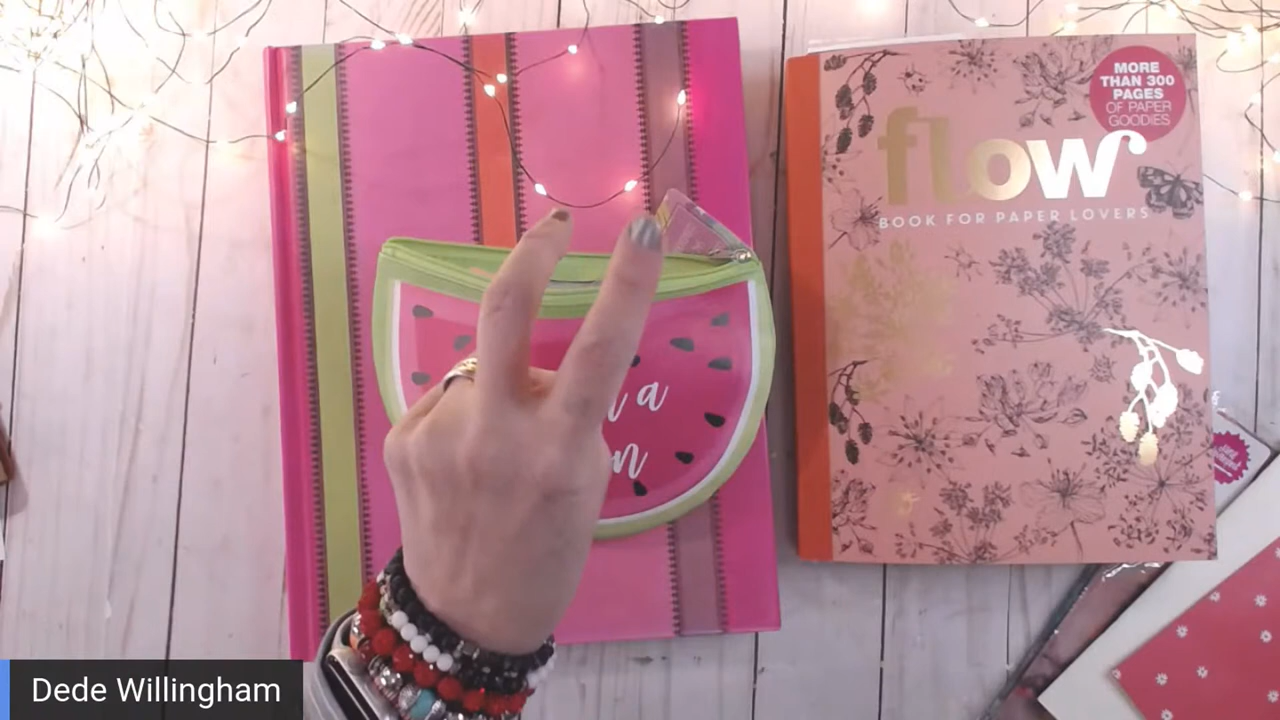 MORE
THAN 300
PAGES
OF PAPER
GOODIES
flow
BOOK FOR PAPER LOVERS
a
Dede Willingham